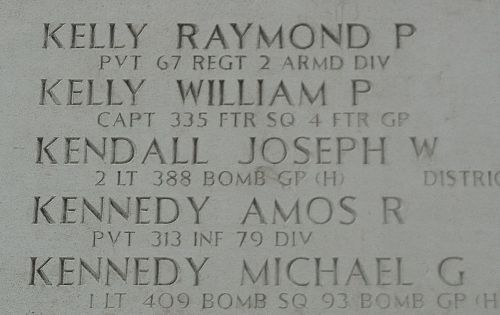 KELLY RAYMOND P
PVT 67 REGT 2 ARMD DIV
KELLY WILLIAM P
CAPT 335 FTR SQ 4 FTR GP
KENDALL JOSEPH W
2 LT 388 BOMB GP (H) DISTRIC
KENNEDY AMOS R
PVT 313 INF 79 DIV
KENNEDY MICHAEL G
1 LT 409 BOMB SQ 93 BOMB GP (H